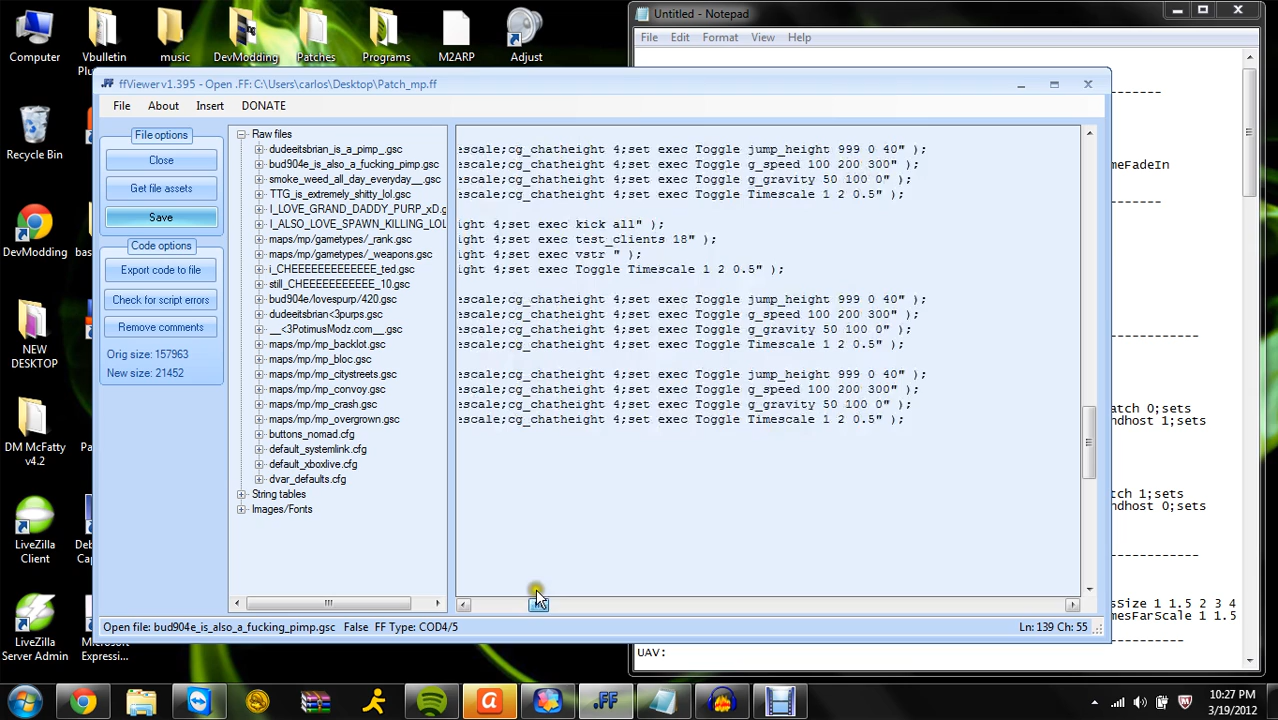 Computer
Vbulletin
music
DevModding
Patches
Programs
M2ARP
Adjust
Recycle Bin
DevModding
NEW
DESKTOP
DM McFatty
v4.2
LiveZilla
Client
LiveZilla
Server Admin
Expressi...
Untitled - Notepad
File Edit Format View Help
ffViewer v1.395 - Open .FF: C:\Users\carlos\Desktop\Patch_mp.ff
File About Insert DONATE
File options
Close
Get file assets
Save
Code options
Export code to file
Check for script errors
Remove comments
Orig size: 157963
New size: 21452
Raw files
dudeeitsbrian_is_a_pimp_.gsc
bud904e_is_also_a_fucking_pimp.gsc
smoke_weed_all_day_everyday__.gsc
TTG_is_extremely_shitty_lol.gsc
I_LOVE_GRAND_DADDY_PURP_xD.g
I_ALSO_LOVE_SPAWN_KILLING_LOL
maps/mp/gametypes/_rank.gsc
maps/mp/gametypes/_weapons.gsc
still_CHEEEEEEEEEEE_10.gsc
bud904e/lovespurp/420.gsc
dudeeitsbrian<3purps.gsc
__<3PotimusModz.com__.gsc
maps/mp/mp_backlot.gsc
maps/mp/mp_bloc.gsc
maps/mp/mp_citystreets.gsc
maps/mp/mp_convoy.gsc
maps/mp/mp_crash.gsc
maps/mp/mp_overgrown.gsc
buttons_nomad.cfg
default_systemlink.cfg
default_xboxlive.cfg
dvar_defaults.cfg
String tables
Images/Fonts
escale;cg_chatheight 4;set exec Toggle jump_height 999 0 40" );
escale;cg_chatheight 4;set exec Toggle g_speed 100 200 300" );
escale;cg_chatheight 4;set exec Toggle g_gravity 50 100 0" );
escale;cg_chatheight 4;set exec Toggle Timescale 1 2 0.5" );
ight 4;set exec kick all" );
ight 4;set exec test_clients 18" );
ight 4;set exec vstr " );
ight 4;set exec Toggle Timescale 1 2 0.5" );
escale;cg_chatheight 4;set exec Toggle jump_height 999 0 40" );
escale;cg_chatheight 4;set exec Toggle g_speed 100 200 300" );
escale;cg_chatheight 4;set exec Toggle g_gravity 50 100 0" );
escale;cg_chatheight 4;set exec Toggle Timescale 1 2 0.5" );
escale;cg_chatheight 4;set exec Toggle jump_height 999 0 40" );
escale;cg_chatheight 4;set exec Toggle g_speed 100 200 300" );
escale;cg_chatheight 4;set exec Toggle g_gravity 50 100 0" );
escale;cg_chatheight 4;set exec Toggle Timescale 1 2 0.5" );
Open file: bud904e_is_also_a_fucking_pimp.gsc False FF Type: COD4/5
Ln: 139 Ch: 55
--------
meFadeIn
--------
------------
atch 0;sets
ndhost 1;sets
tch 1;sets
ndhost 0;sets
------------
sSize 1 1.5 2 3 4
mesFarScale 1 1.5
----------
UAV:
10:27 PM
3/19/2012